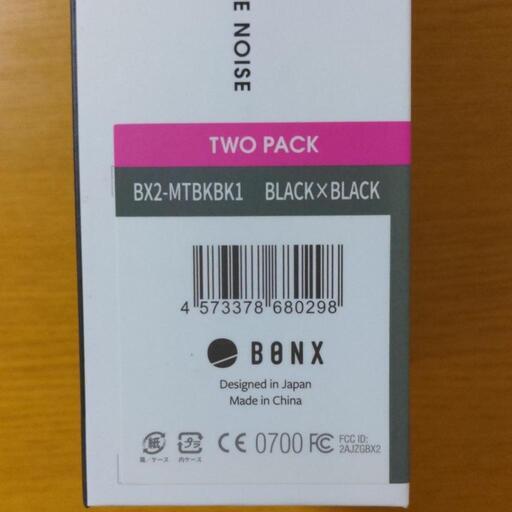 E NOISE
TWO PACK
BX2-MTBKBK1 BLACK×BLACK
4 573378 680298
BONX
Designed in Japan
Made in China
紙 プラ CE 0700 FC FCC ID:
2AJZGBX2
箱/ケース 内ケース